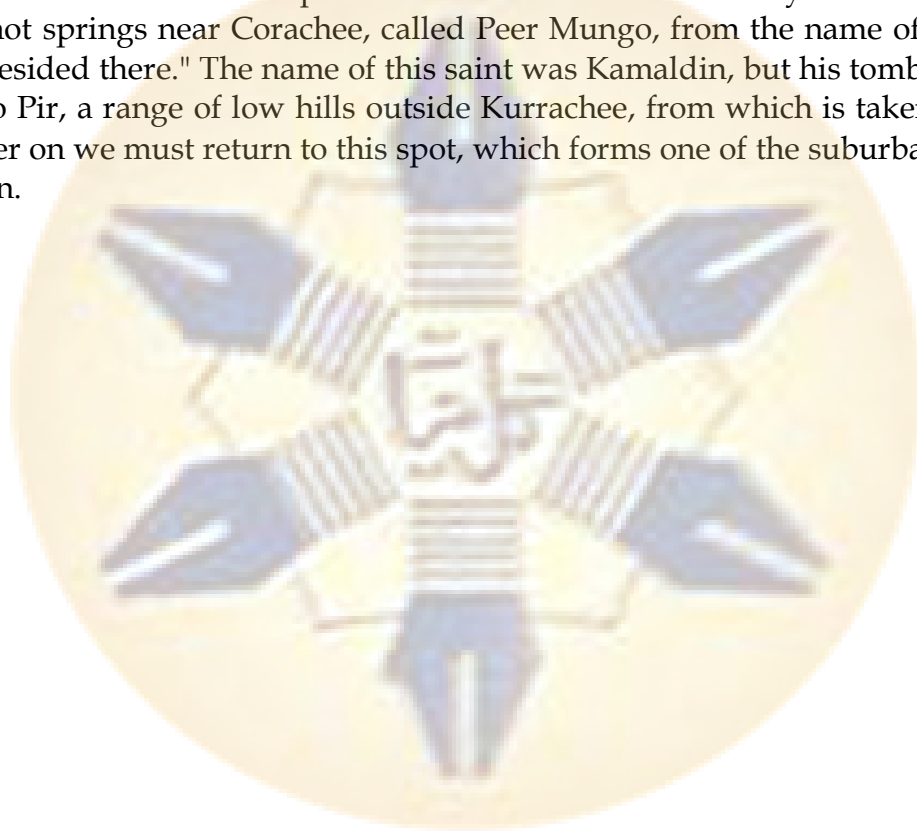 hot springs near Corachee, called Peer Mungo, from the name of
esided there." The name of this saint was Kamaldin, but his tomb
o Pir, a range of low hills outside Kurrachee, from which is taken
er on we must return to this spot, which forms one of the suburba
n.